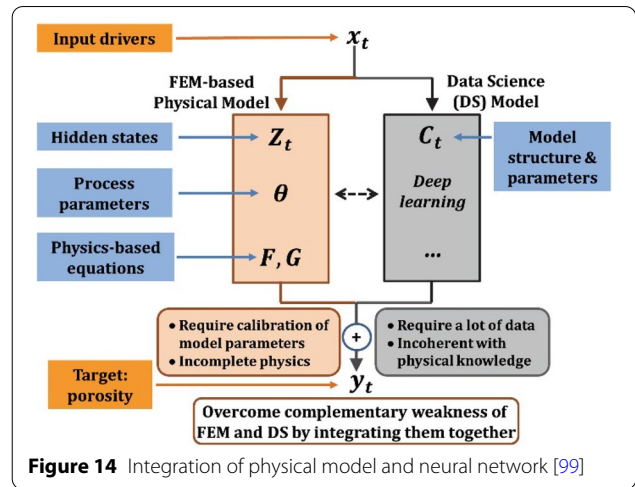 Input drivers
x_t
FEM-based
Physical Model
Data Science
(DS) Model
Hidden states
Z_t
C_t
Model
structure &
parameters
Process
parameters
θ
Deep
learning
Physics-based
equations
F, G
...
• Require calibration of
model parameters
• Incomplete physics
+
• Require a lot of data
• Incoherent with
physical knowledge
Target:
porosity
y_t
Overcome complementary weakness of
FEM and DS by integrating them together
Figure 14 Integration of physical model and neural network [99]